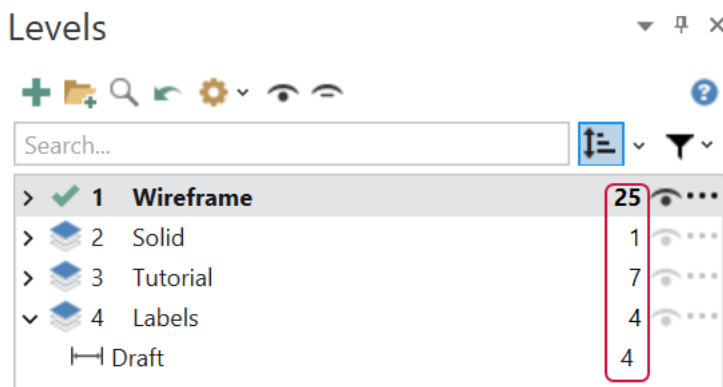 Levels
Search...
1 Wireframe 25
2 Solid 1
3 Tutorial 7
4 Labels 4
Draft 4